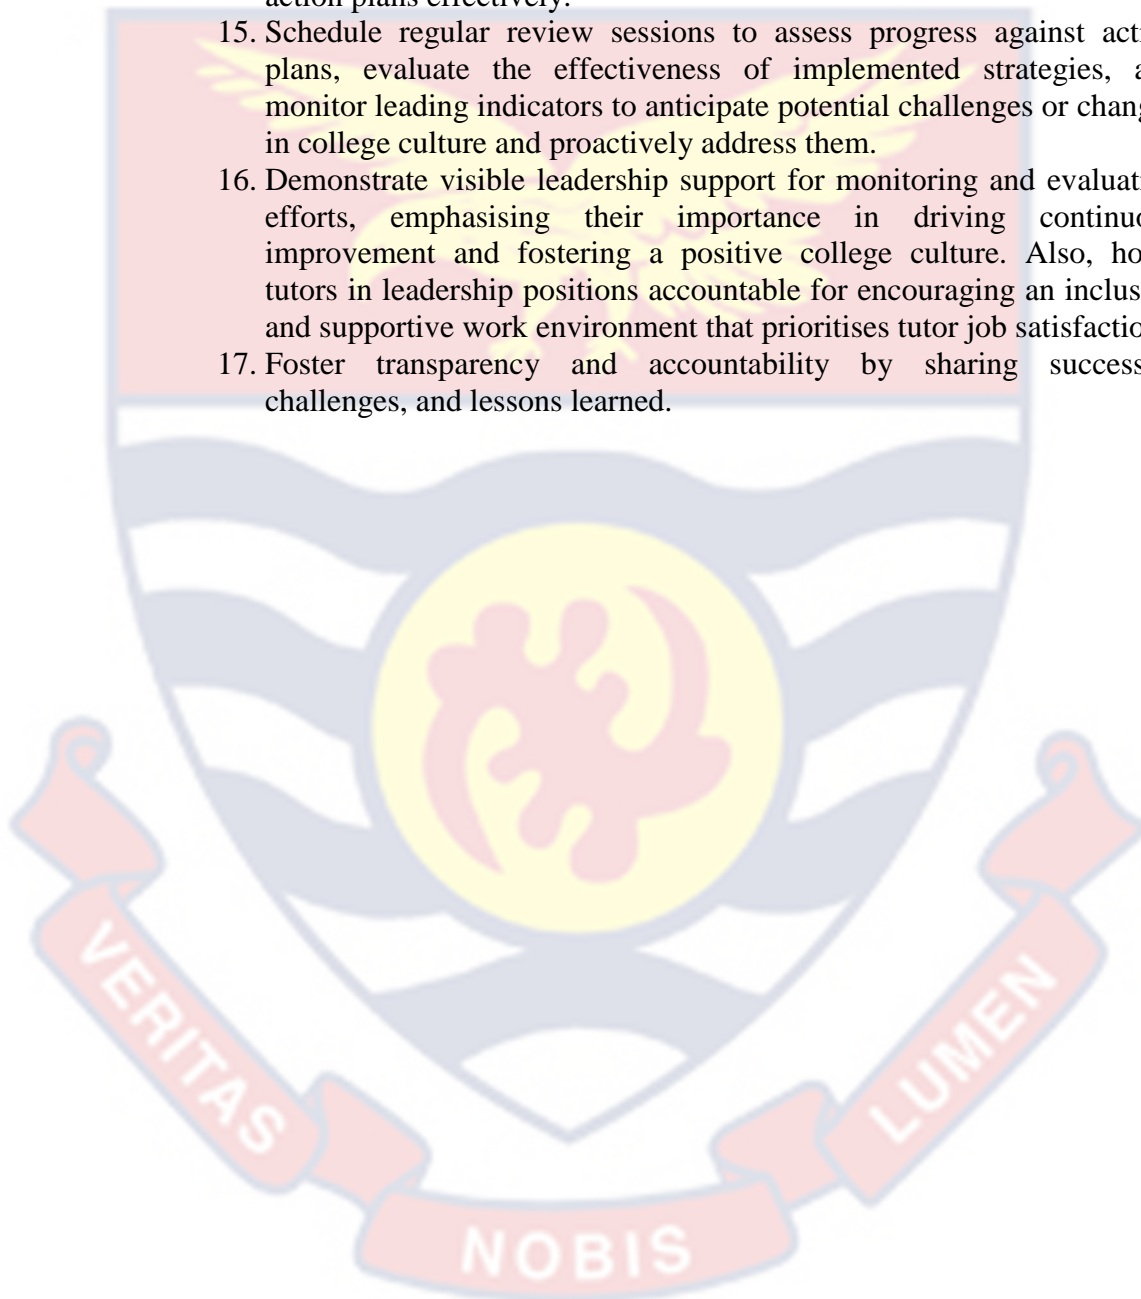 action plans effectively.
15. Schedule regular review sessions to assess progress against acti
plans, evaluate the effectiveness of implemented strategies, a
monitor leading indicators to anticipate potential challenges or chang
in college culture and proactively address them.
16. Demonstrate visible leadership support for monitoring and evaluati
efforts, emphasising their importance in driving continuo
improvement and fostering a positive college culture. Also, ho
tutors in leadership positions accountable for encouraging an inclus
and supportive work environment that prioritises tutor job satisfactio
17. Foster transparency and accountability by sharing success
challenges, and lessons learned.
VERITAS
NOBIS
LUMEN